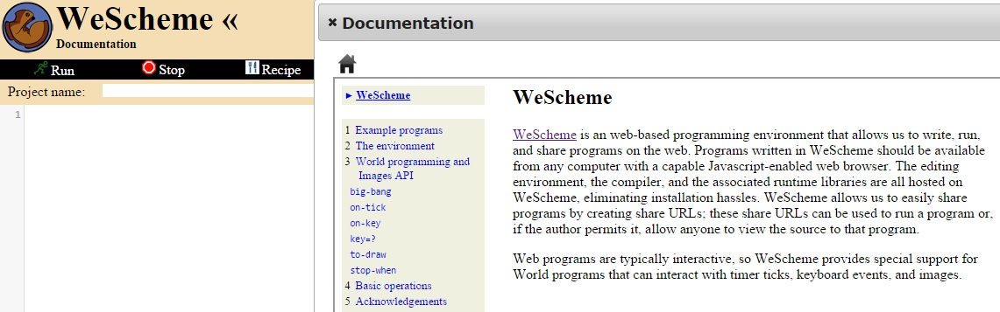 WeScheme «
Documentation
Run Stop Recipe
Project name:
1
✖ Documentation
► WeScheme
1 Example programs
2 The environment
3 World programming and
Images API
big-bang
on-tick
on-key
key=?
to-draw
stop-when
4 Basic operations
5 Acknowledgements
WeScheme
WeScheme is an web-based programming environment that allows us to write, run,
and share programs on the web. Programs written in WeScheme should be available
from any computer with a capable Javascript-enabled web browser. The editing
environment, the compiler, and the associated runtime libraries are all hosted on
WeScheme, eliminating installation hassles. WeScheme allows us to easily share
programs by creating share URLs; these share URLs can be used to run a program or,
if the author permits it, allow anyone to view the source to that program.
Web programs are typically interactive, so WeScheme provides special support for
World programs that can interact with timer ticks, keyboard events, and images.